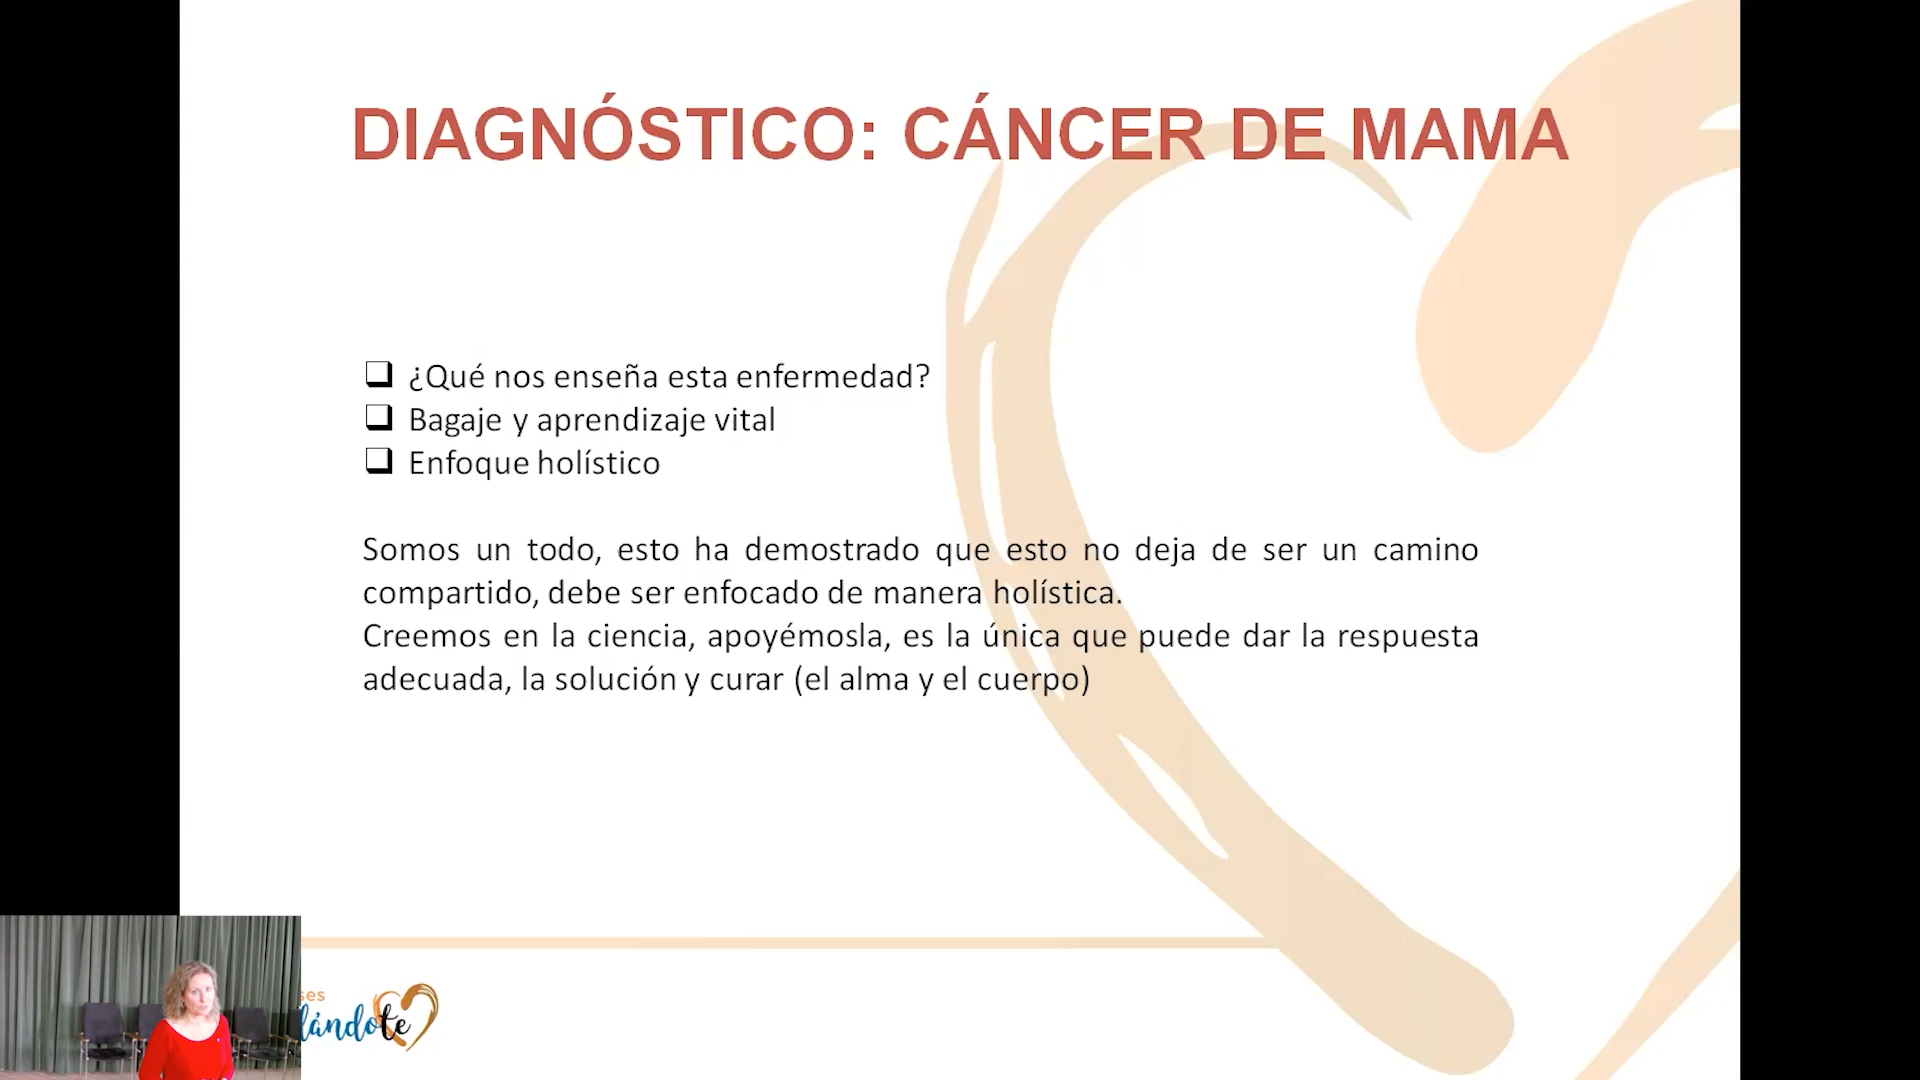 DIAGNÓSTICO: CÁNCER DE MAMA
¿Qué nos enseña esta enfermedad?
Bagaje y aprendizaje vital
Enfoque holístico
Somos un todo, esto ha demostrado que esto no deja de ser un camino
compartido, debe ser enfocado de manera holística.
Creemos en la ciencia, apoyémosla, es la única que puede dar la respuesta
adecuada, la solución y curar (el alma y el cuerpo)